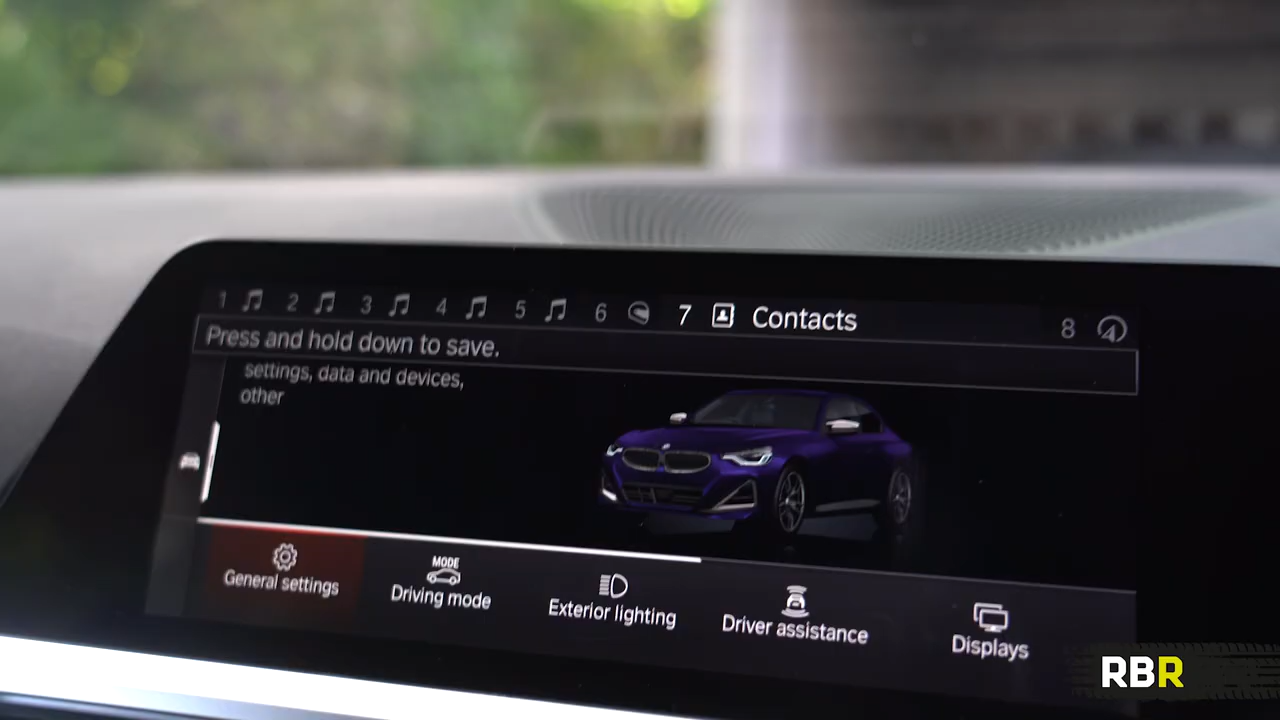 1 2 3 4 5 6 7 Contacts 8
Press and hold down to save.
settings, data and devices,
other
General settings
MODE
Driving mode
Exterior lighting
Driver assistance
Displays
RBR